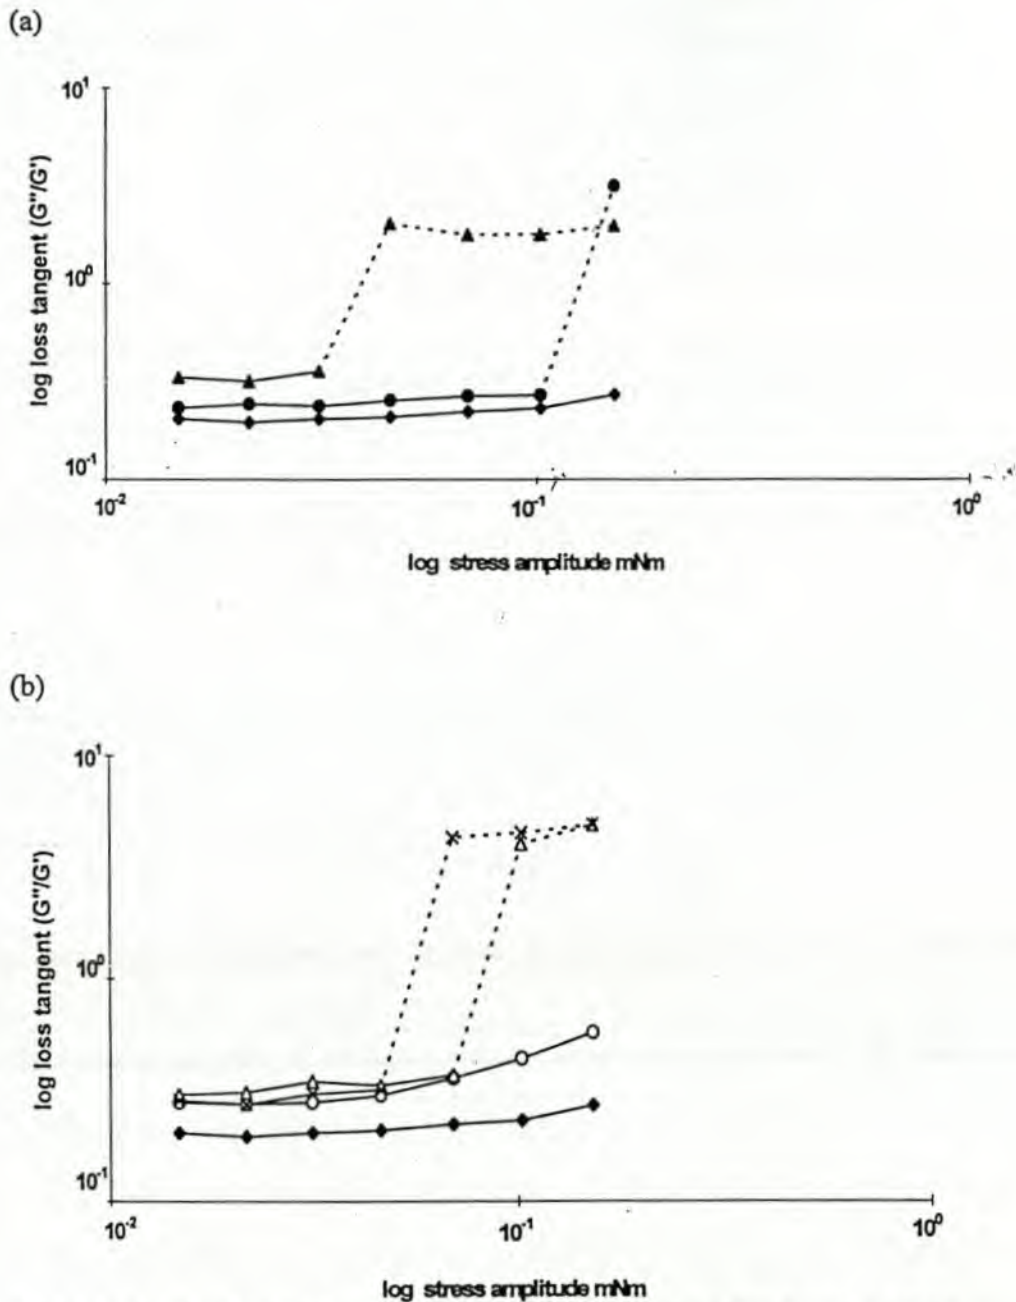 (a)
10¹
log loss tangent (G"/G')
10⁰
10⁻¹
10⁻² 10⁻¹ 10⁰
log stress amplitude mNm
(b)
10¹
log loss tangent (G"/G')
10⁰
10⁻¹
10⁻² 10⁻¹ 10⁰
log stress amplitude mNm